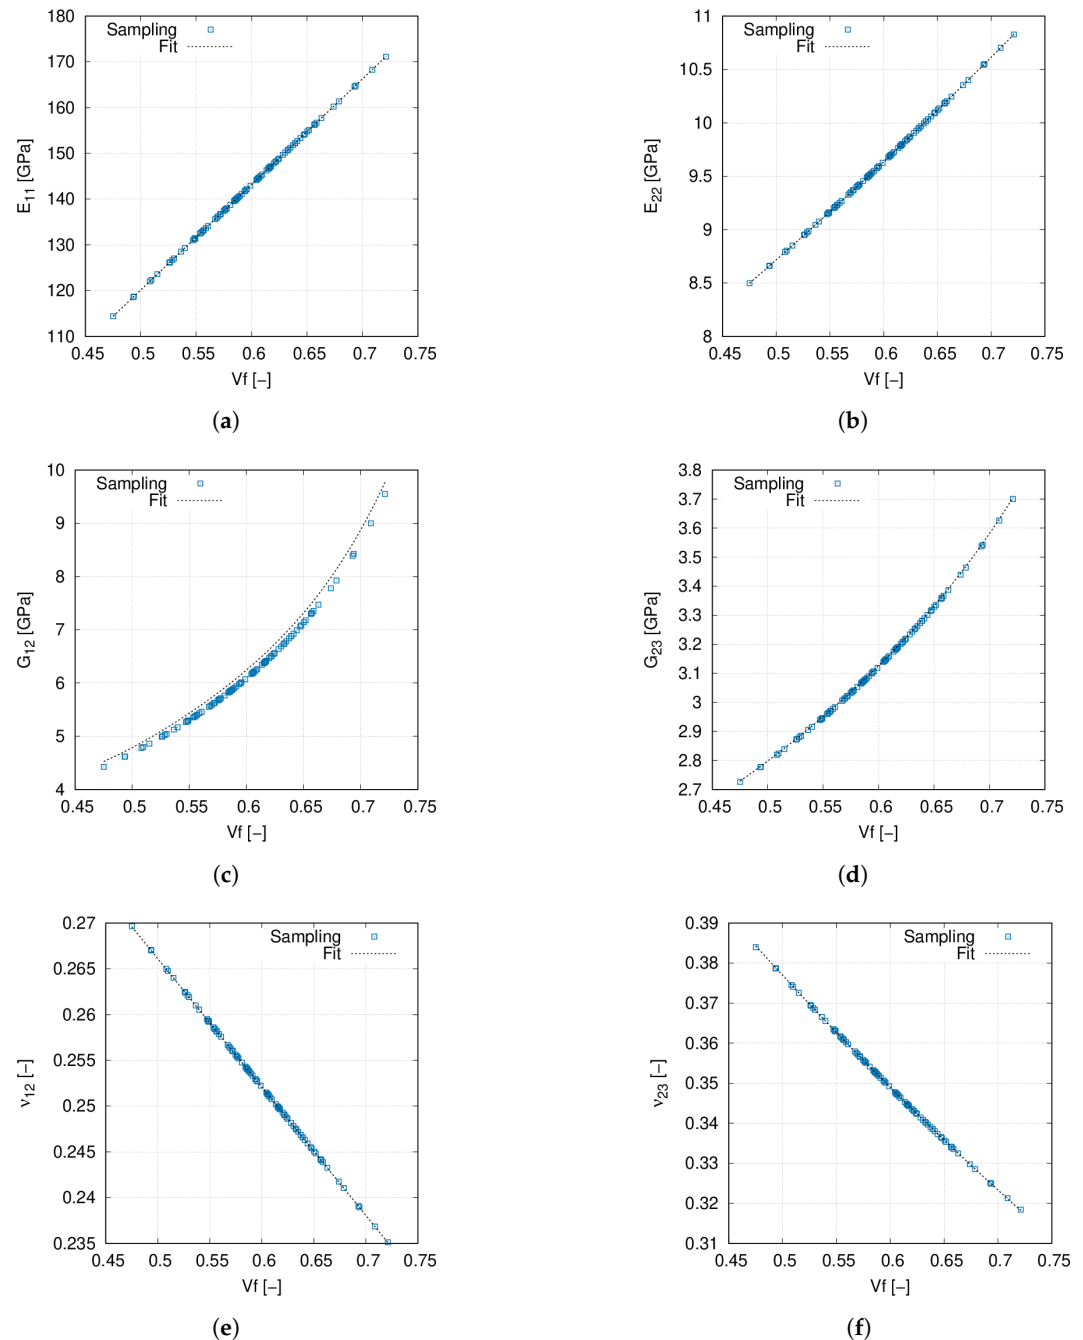 180
170
160
150
140
130
120
110
0.45 0.5 0.55 0.6 0.65 0.7 0.75
E11 [GPa]
Vf [−]
Sampling
Fit
(a)
11
10.5
10
9.5
9
8.5
8
0.45 0.5 0.55 0.6 0.65 0.7 0.75
E22 [GPa]
Vf [−]
Sampling
Fit
(b)
10
9
8
7
6
5
4
0.45 0.5 0.55 0.6 0.65 0.7 0.75
G12 [GPa]
Vf [−]
Sampling
Fit
(c)
3.8
3.7
3.6
3.5
3.4
3.3
3.2
3.1
3
2.9
2.8
2.7
0.45 0.5 0.55 0.6 0.65 0.7 0.75
G23 [GPa]
Vf [−]
Sampling
Fit
(d)
0.27
0.265
0.26
0.255
0.25
0.245
0.24
0.235
0.45 0.5 0.55 0.6 0.65 0.7 0.75
ν12 [−]
Vf [−]
Sampling
Fit
(e)
0.39
0.38
0.37
0.36
0.35
0.34
0.33
0.32
0.31
0.45 0.5 0.55 0.6 0.65 0.7 0.75
ν23 [−]
Vf [−]
Sampling
Fit
(f)